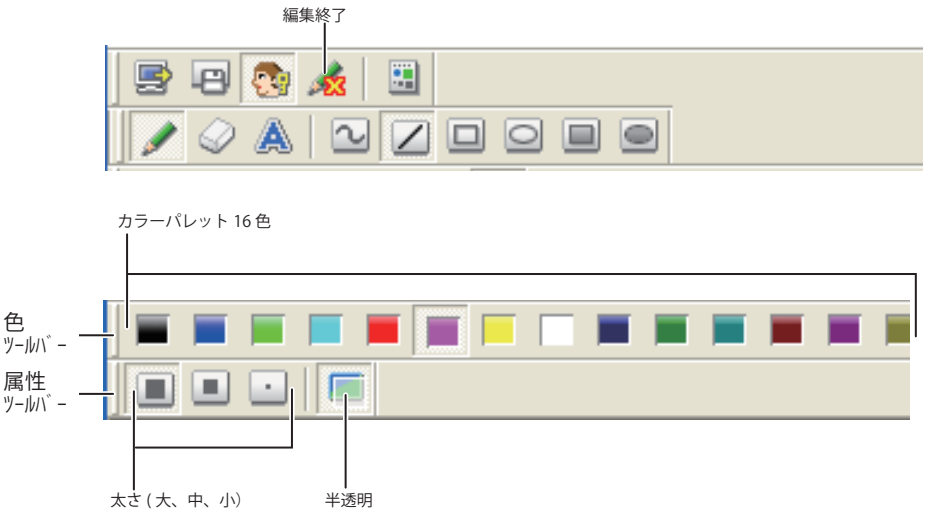 編集終了
カラーパレット 16 色
色
ツールバー
属性
ツールバー
太さ ( 大、中、小）
半透明